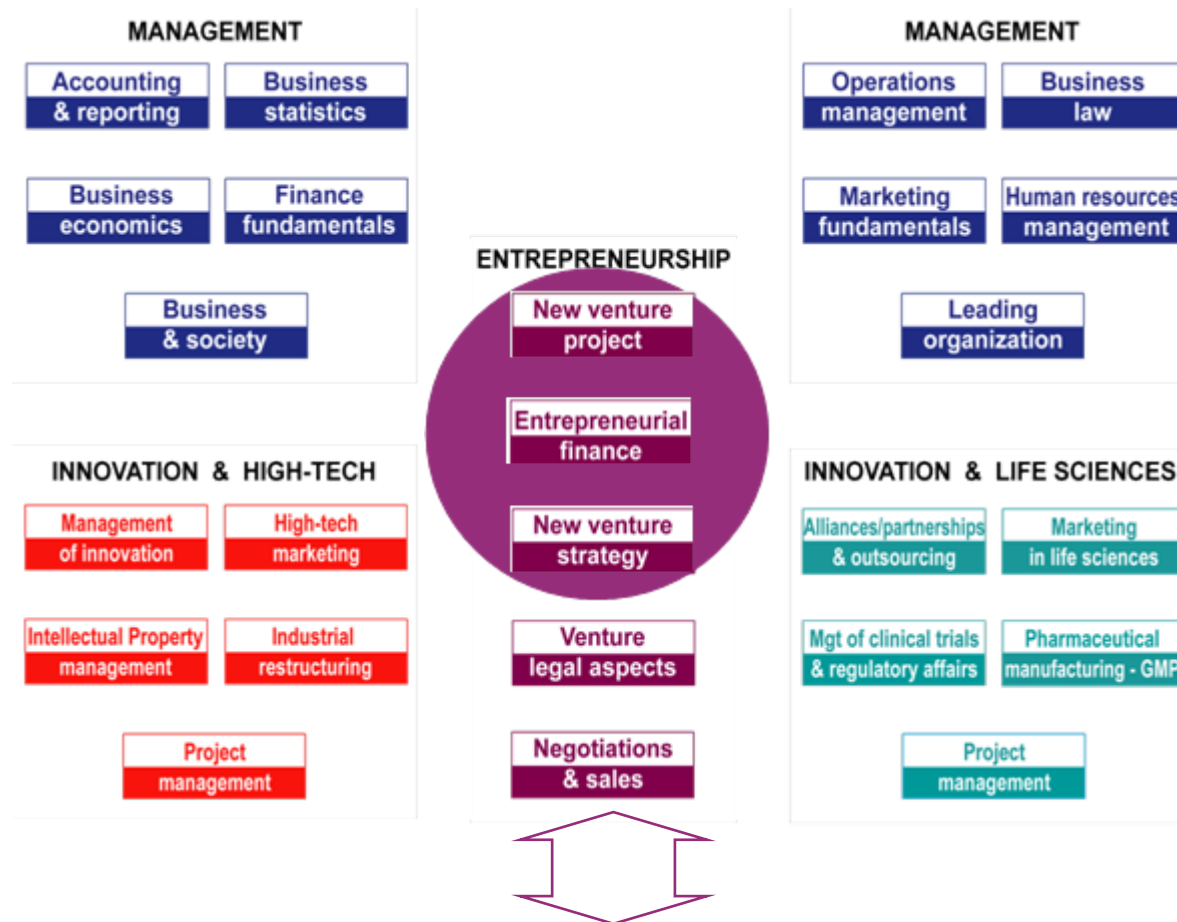 MANAGEMENT
Accounting
& reporting
Business
statistics
Business
economics
Finance
fundamentals
Business
& society
MANAGEMENT
Operations
management
Business
law
Marketing
fundamentals
Human resources
management
Leading
organization
ENTREPRENEURSHIP
New venture
project
Entrepreneurial
finance
New venture
strategy
Venture
legal aspects
Negotiations
& sales
INNOVATION & HIGH-TECH
Management
of innovation
High-tech
marketing
Intellectual Property
management
Industrial
restructuring
Project
management
INNOVATION & LIFE SCIENCES
Alliances/partnerships
& outsourcing
Marketing
in life sciences
Mgt of clinical trials
& regulatory affairs
Pharmaceutical
manufacturing - GMP
Project
management